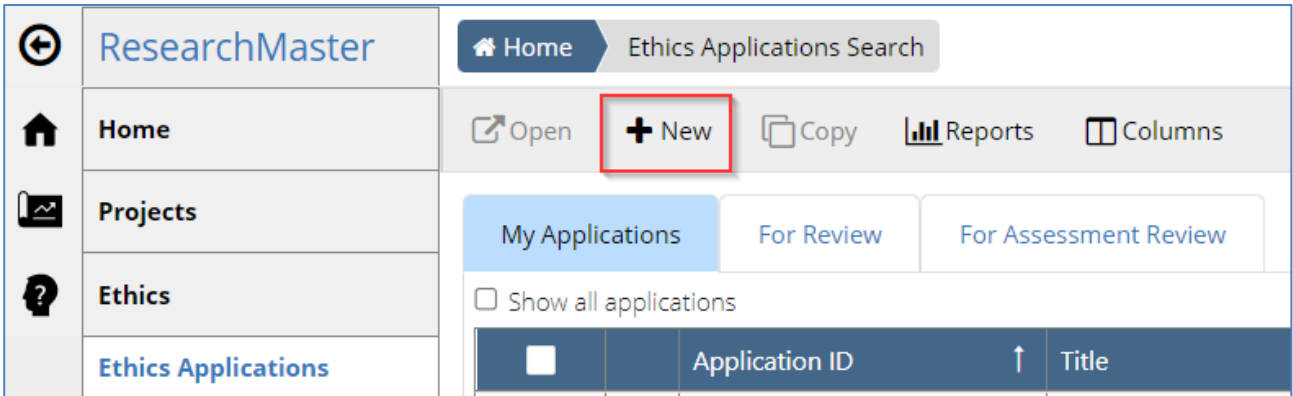 ResearchMaster
Home
Projects
Ethics
Ethics Applications
Home Ethics Applications Search
Open New Copy Reports Columns
My Applications For Review For Assessment Review
Show all applications
Application ID Title